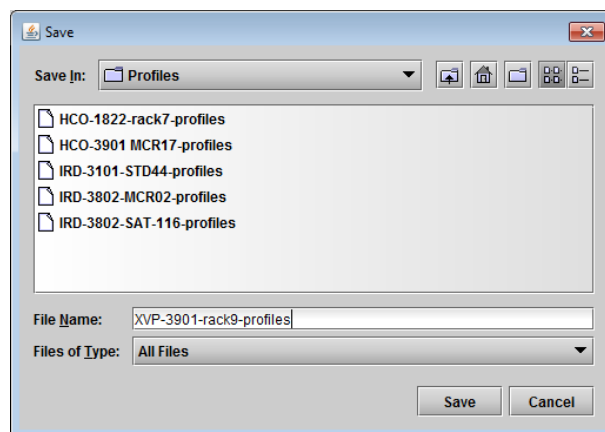 Save
Save In: Profiles
HCO-1822-rack7-profiles
HCO-3901 MCR17-profiles
IRD-3101-STD44-profiles
IRD-3802-MCR02-profiles
IRD-3802-SAT-116-profiles
File Name: XVP-3901-rack9-profiles
Files of Type: All Files
Save Cancel